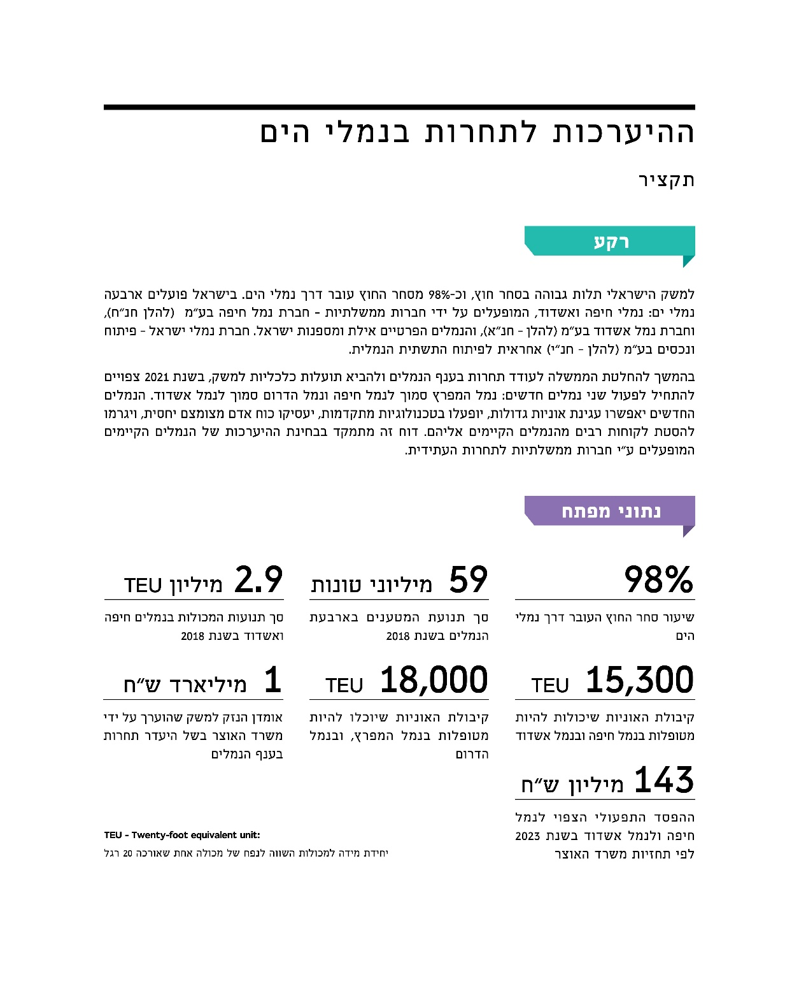 ההיערכות לתחרות בנמלי הים
תקציר
רקע
למשק הישראלי תלות גבוהה בסחר חוץ, וכ-98% מסחר החוץ עובר דרך נמלי הים. בישראל פועלים ארבעה
נמלי ים: נמלי חיפה ואשדוד, המופעלים על ידי חברות ממשלתיות - חברת נמל חיפה בע"מ (להלן חנ"ח),
וחברת נמל אשדוד בע"מ (להלן - חנ"א), והנמלים הפרטיים אילת ומספנות ישראל. חברת נמלי ישראל - פיתוח
ונכסים בע"מ (להלן - חנ"י) אחראית לפיתוח התשתית הנמלית.
בהמשך להחלטת הממשלה לעודד תחרות בענף הנמלים ולהביא תועלות כלכליות למשק, בשנת 2021 צפויים
להתחיל לפעול שני נמלים חדשים: נמל המפרץ סמוך לנמל חיפה ונמל הדרום סמוך לנמל אשדוד. הנמלים
החדשים יאפשרו עגינת אוניות גדולות, יופעלו בטכנולוגיות מתקדמות, יעסיקו כוח אדם מצומצם יחסית, ויגרמו
להסטת לקוחות רבים מהנמלים הקיימים אליהם. דוח זה מתמקד בבחינת ההיערכות של הנמלים הקיימים
המופעלים ע"י חברות ממשלתיות לתחרות העתידית.
נתוני מפתח
98%
שיעור סחר החוץ העובר דרך נמלי
הים
59 מיליוני טונות
סך תנועת המטענים בארבעת
הנמלים בשנת 2018
2.9 מיליון TEU
סך תנועות המכולות בנמלים חיפה
ואשדוד בשנת 2018
15,300 TEU
קיבולת האוניות שיכולות להיות
מטופלות בנמל חיפה ובנמל אשדוד
18,000 TEU
קיבולת האוניות שיוכלו להיות
מטופלות בנמל המפרץ, ובנמל
הדרום
1 מיליארד ש"ח
אומדן הנזק למשק שהוערך על ידי
משרד האוצר בשל היעדר תחרות
בענף הנמלים
143 מיליון ש"ח
ההפסד התפעולי הצפוי לנמל
חיפה ולנמל אשדוד בשנת 2023
לפי תחזיות משרד האוצר
TEU - Twenty-foot equivalent unit:
יחידת מידה למכולות השווה לנפח של מכולה אחת שאורכה 20 רגל